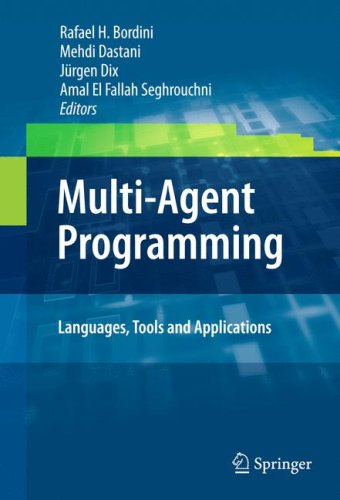 Rafael H. Bordini
Mehdi Dastani
Jürgen Dix
Amal El Fallah Seghrouchni
Editors
Multi-Agent
Programming
Languages, Tools and Applications
Springer